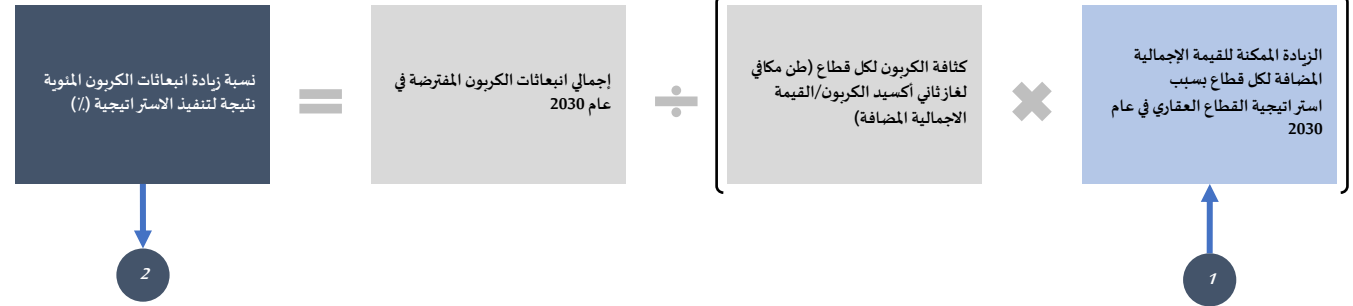 الزيادة الممكنة للقيمة الإجمالية
المضافة لكل قطاع بسبب
استراتيجية القطاع العقاري في عام
2030
×
كثافة الكربون لكل قطاع (طن مكافي
لغاز ثاني أكسيد الكربون/القيمة
الاجمالية المضافة)
÷
إجمالي انبعاثات الكربون المفترضة في
عام 2030
=
نسبة زيادة انبعاثات الكربون المئوية
نتيجة لتنفيذ الاستراتيجية (٪)
1
2